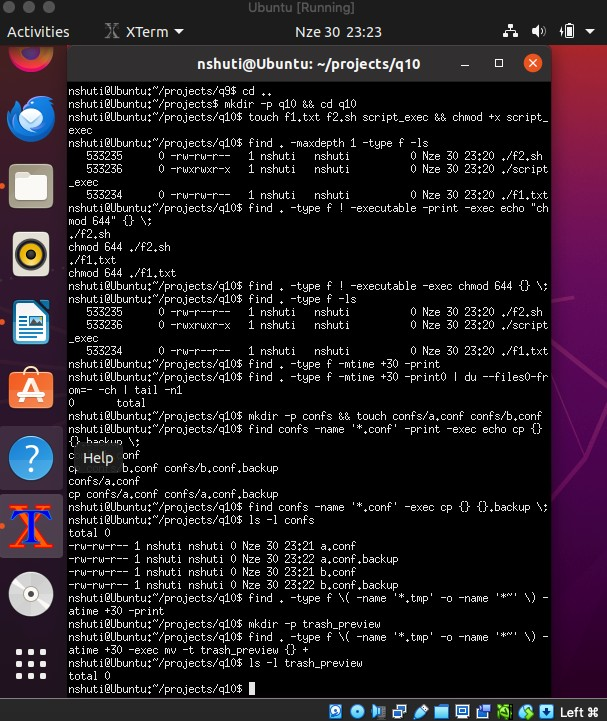 Ubuntu [Running]
Activities XTerm Nze 30 23:23
nshuti@Ubuntu: ~/projects/q10
nshuti@Ubuntu:~/projects/q9$ cd ..
nshuti@Ubuntu:~/projects$ mkdir -p q10 && cd q10
nshuti@Ubuntu:~/projects/q10$ touch f1.txt f2.sh script_exec && chmod +x script_
exec
nshuti@Ubuntu:~/projects/q10$ find . -maxdepth 1 -type f -ls
533235 0 -rw-rw-r-- 1 nshuti nshuti 0 Nze 30 23:20 ./f2.sh
533236 0 -rwxrwxr-x 1 nshuti nshuti 0 Nze 30 23:20 ./script
_exec
533234 0 -rw-rw-r-- 1 nshuti nshuti 0 Nze 30 23:20 ./f1.txt
nshuti@Ubuntu:~/projects/q10$ find . -type f ! -executable -print -exec echo "ch
mod 644" {} \;
./f2.sh
chmod 644 ./f2.sh
./f1.txt
chmod 644 ./f1.txt
nshuti@Ubuntu:~/projects/q10$ find . -type f ! -executable -exec chmod 644 {} \;
nshuti@Ubuntu:~/projects/q10$ find . -type f -ls
533235 0 -rw-r--r-- 1 nshuti nshuti 0 Nze 30 23:20 ./f2.sh
533236 0 -rwxrwxr-x 1 nshuti nshuti 0 Nze 30 23:20 ./script
_exec
533234 0 -rw-r--r-- 1 nshuti nshuti 0 Nze 30 23:20 ./f1.txt
nshuti@Ubuntu:~/projects/q10$ find . -type f -mtime +30 -print
nshuti@Ubuntu:~/projects/q10$ find . -type f -mtime +30 -print0 | du --files0-fr
om=- -ch | tail -n1
0 total
nshuti@Ubuntu:~/projects/q10$ mkdir -p confs && touch confs/a.conf confs/b.conf
nshuti@Ubuntu:~/projects/q10$ find confs -name '*.conf' -print -exec echo cp {}
{}.backup \;
Help
onf
cp b.conf confs/b.conf.backup
confs/a.conf
cp confs/a.conf confs/a.conf.backup
nshuti@Ubuntu:~/projects/q10$ find confs -name '*.conf' -exec cp {} {}.backup \;
nshuti@Ubuntu:~/projects/q10$ ls -l confs
total 0
-rw-rw-r-- 1 nshuti nshuti 0 Nze 30 23:21 a.conf
-rw-rw-r-- 1 nshuti nshuti 0 Nze 30 23:22 a.conf.backup
-rw-rw-r-- 1 nshuti nshuti 0 Nze 30 23:21 b.conf
-rw-rw-r-- 1 nshuti nshuti 0 Nze 30 23:22 b.conf.backup
nshuti@Ubuntu:~/projects/q10$ find . -type f \( -name '*.tmp' -o -name '*~' \) -
atime +30 -print
nshuti@Ubuntu:~/projects/q10$ mkdir -p trash_preview
nshuti@Ubuntu:~/projects/q10$ find . -type f \( -name '*.tmp' -o -name '*~' \) -
atime +30 -exec mv -t trash_preview {} +
nshuti@Ubuntu:~/projects/q10$ ls -l trash_preview
total 0
nshuti@Ubuntu:~/projects/q10$
Left ⌘